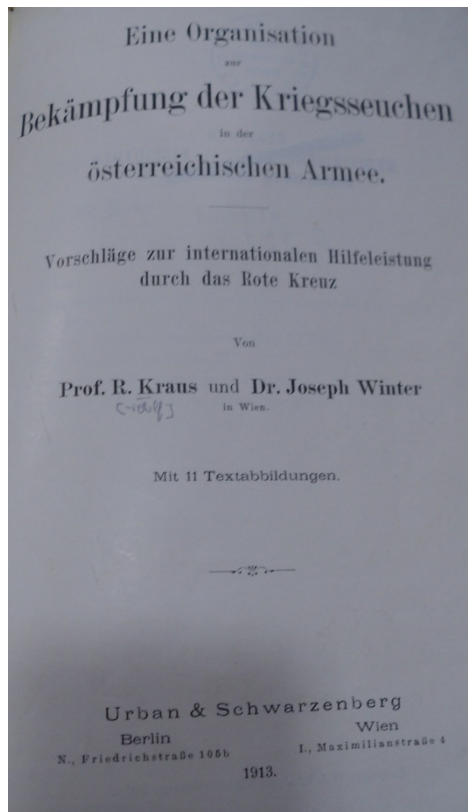 Eine Organisation
zur
Bekämpfung der Kriegsseuchen
in der
österreichischen Armee.
Vorschläge zur internationalen Hilfeleistung
durch das Rote Kreuz
Von
Prof. R. Kraus und Dr. Joseph Winter
in Wien.
Mit 11 Textabbildungen.
Urban & Schwarzenberg
Berlin
N., Friedrichstraße 105b
Wien
I., Maximilianstraße 4
1913.